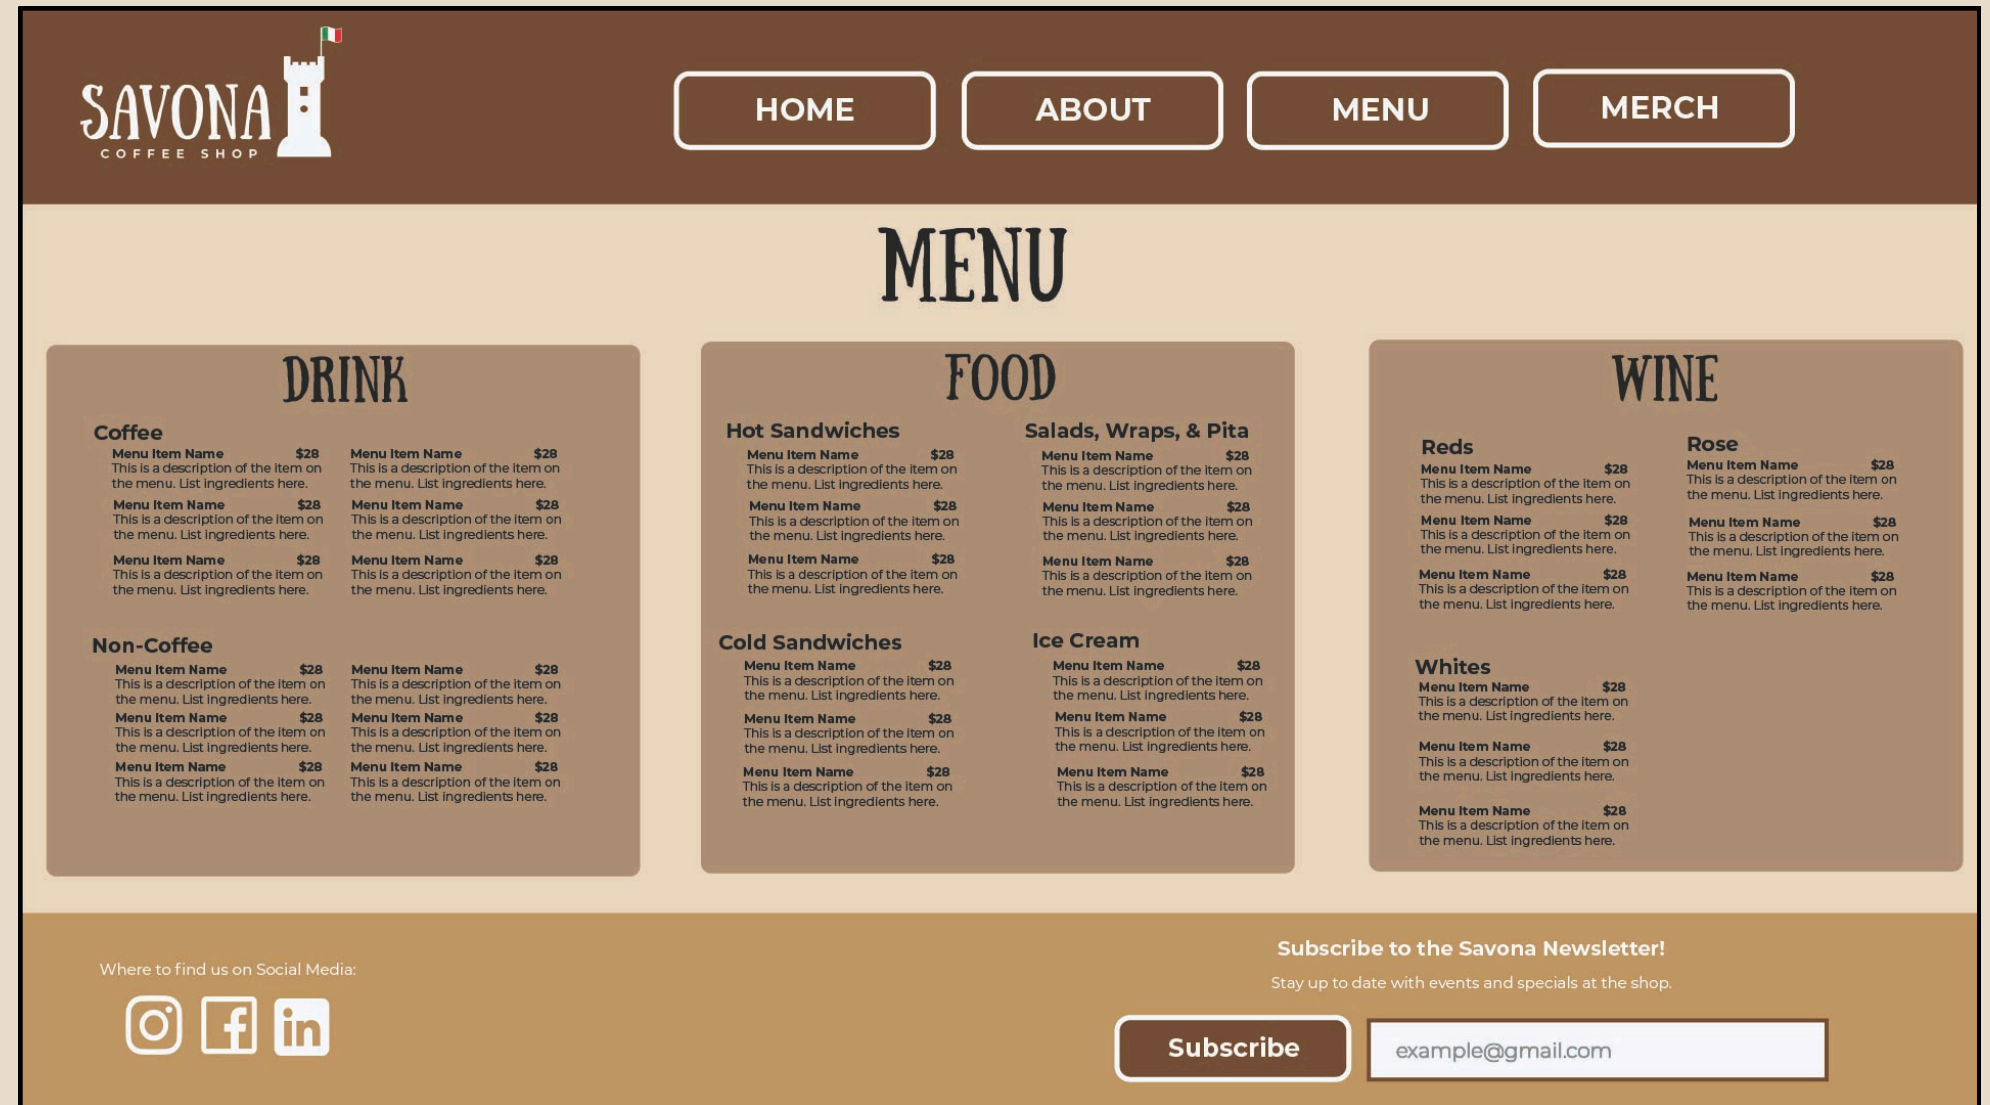 SAVONA
COFFEE SHOP
HOME
ABOUT
MENU
MERCH
MENU
DRINK
Coffee
Menu Item Name $28
This is a description of the item on
the menu. List ingredients here.
Menu Item Name $28
This is a description of the item on
the menu. List ingredients here.
Menu Item Name $28
This is a description of the item on
the menu. List ingredients here.
Menu Item Name $28
This is a description of the item on
the menu. List ingredients here.
Menu Item Name $28
This is a description of the item on
the menu. List ingredients here.
Menu Item Name $28
This is a description of the item on
the menu. List ingredients here.
Non-Coffee
Menu Item Name $28
This is a description of the item on
the menu. List ingredients here.
Menu Item Name $28
This is a description of the item on
the menu. List ingredients here.
Menu Item Name $28
This is a description of the item on
the menu. List ingredients here.
Menu Item Name $28
This is a description of the item on
the menu. List ingredients here.
Menu Item Name $28
This is a description of the item on
the menu. List ingredients here.
Menu Item Name $28
This is a description of the item on
the menu. List ingredients here.
FOOD
Hot Sandwiches
Menu Item Name $28
This is a description of the item on
the menu. List ingredients here.
Menu Item Name $28
This is a description of the item on
the menu. List ingredients here.
Menu Item Name $28
This is a description of the item on
the menu. List ingredients here.
Salads, Wraps, & Pita
Menu Item Name $28
This is a description of the item on
the menu. List ingredients here.
Menu Item Name $28
This is a description of the item on
the menu. List ingredients here.
Menu Item Name $28
This is a description of the item on
the menu. List ingredients here.
Cold Sandwiches
Menu Item Name $28
This is a description of the item on
the menu. List ingredients here.
Menu Item Name $28
This is a description of the item on
the menu. List ingredients here.
Menu Item Name $28
This is a description of the item on
the menu. List ingredients here.
Ice Cream
Menu Item Name $28
This is a description of the item on
the menu. List ingredients here.
Menu Item Name $28
This is a description of the item on
the menu. List ingredients here.
Menu Item Name $28
This is a description of the item on
the menu. List ingredients here.
WINE
Reds
Menu Item Name $28
This is a description of the item on
the menu. List ingredients here.
Menu Item Name $28
This is a description of the item on
the menu. List ingredients here.
Menu Item Name $28
This is a description of the item on
the menu. List ingredients here.
Rose
Menu Item Name $28
This is a description of the item on
the menu. List ingredients here.
Menu Item Name $28
This is a description of the item on
the menu. List ingredients here.
Menu Item Name $28
This is a description of the item on
the menu. List ingredients here.
Whites
Menu Item Name $28
This is a description of the item on
the menu. List ingredients here.
Menu Item Name $28
This is a description of the item on
the menu. List ingredients here.
Menu Item Name $28
This is a description of the item on
the menu. List ingredients here.
Where to find us on Social Media:
in
Subscribe to the Savona Newsletter!
Stay up to date with events and specials at the shop.
Subscribe
example@gmail.com